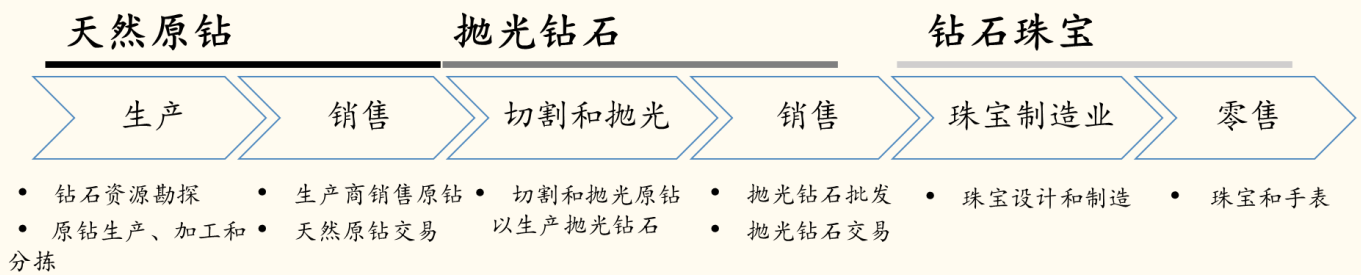 天然原钻
抛光钻石
钻石珠宝
生产
销售
切割和抛光
销售
珠宝制造业
零售
• 钻石资源勘探
• 原钻生产、加工和
分拣
• 生产商销售原钻
• 天然原钻交易
• 切割和抛光原钻
以生产抛光钻石
• 抛光钻石批发
• 抛光钻石交易
• 珠宝设计和制造
• 珠宝和手表